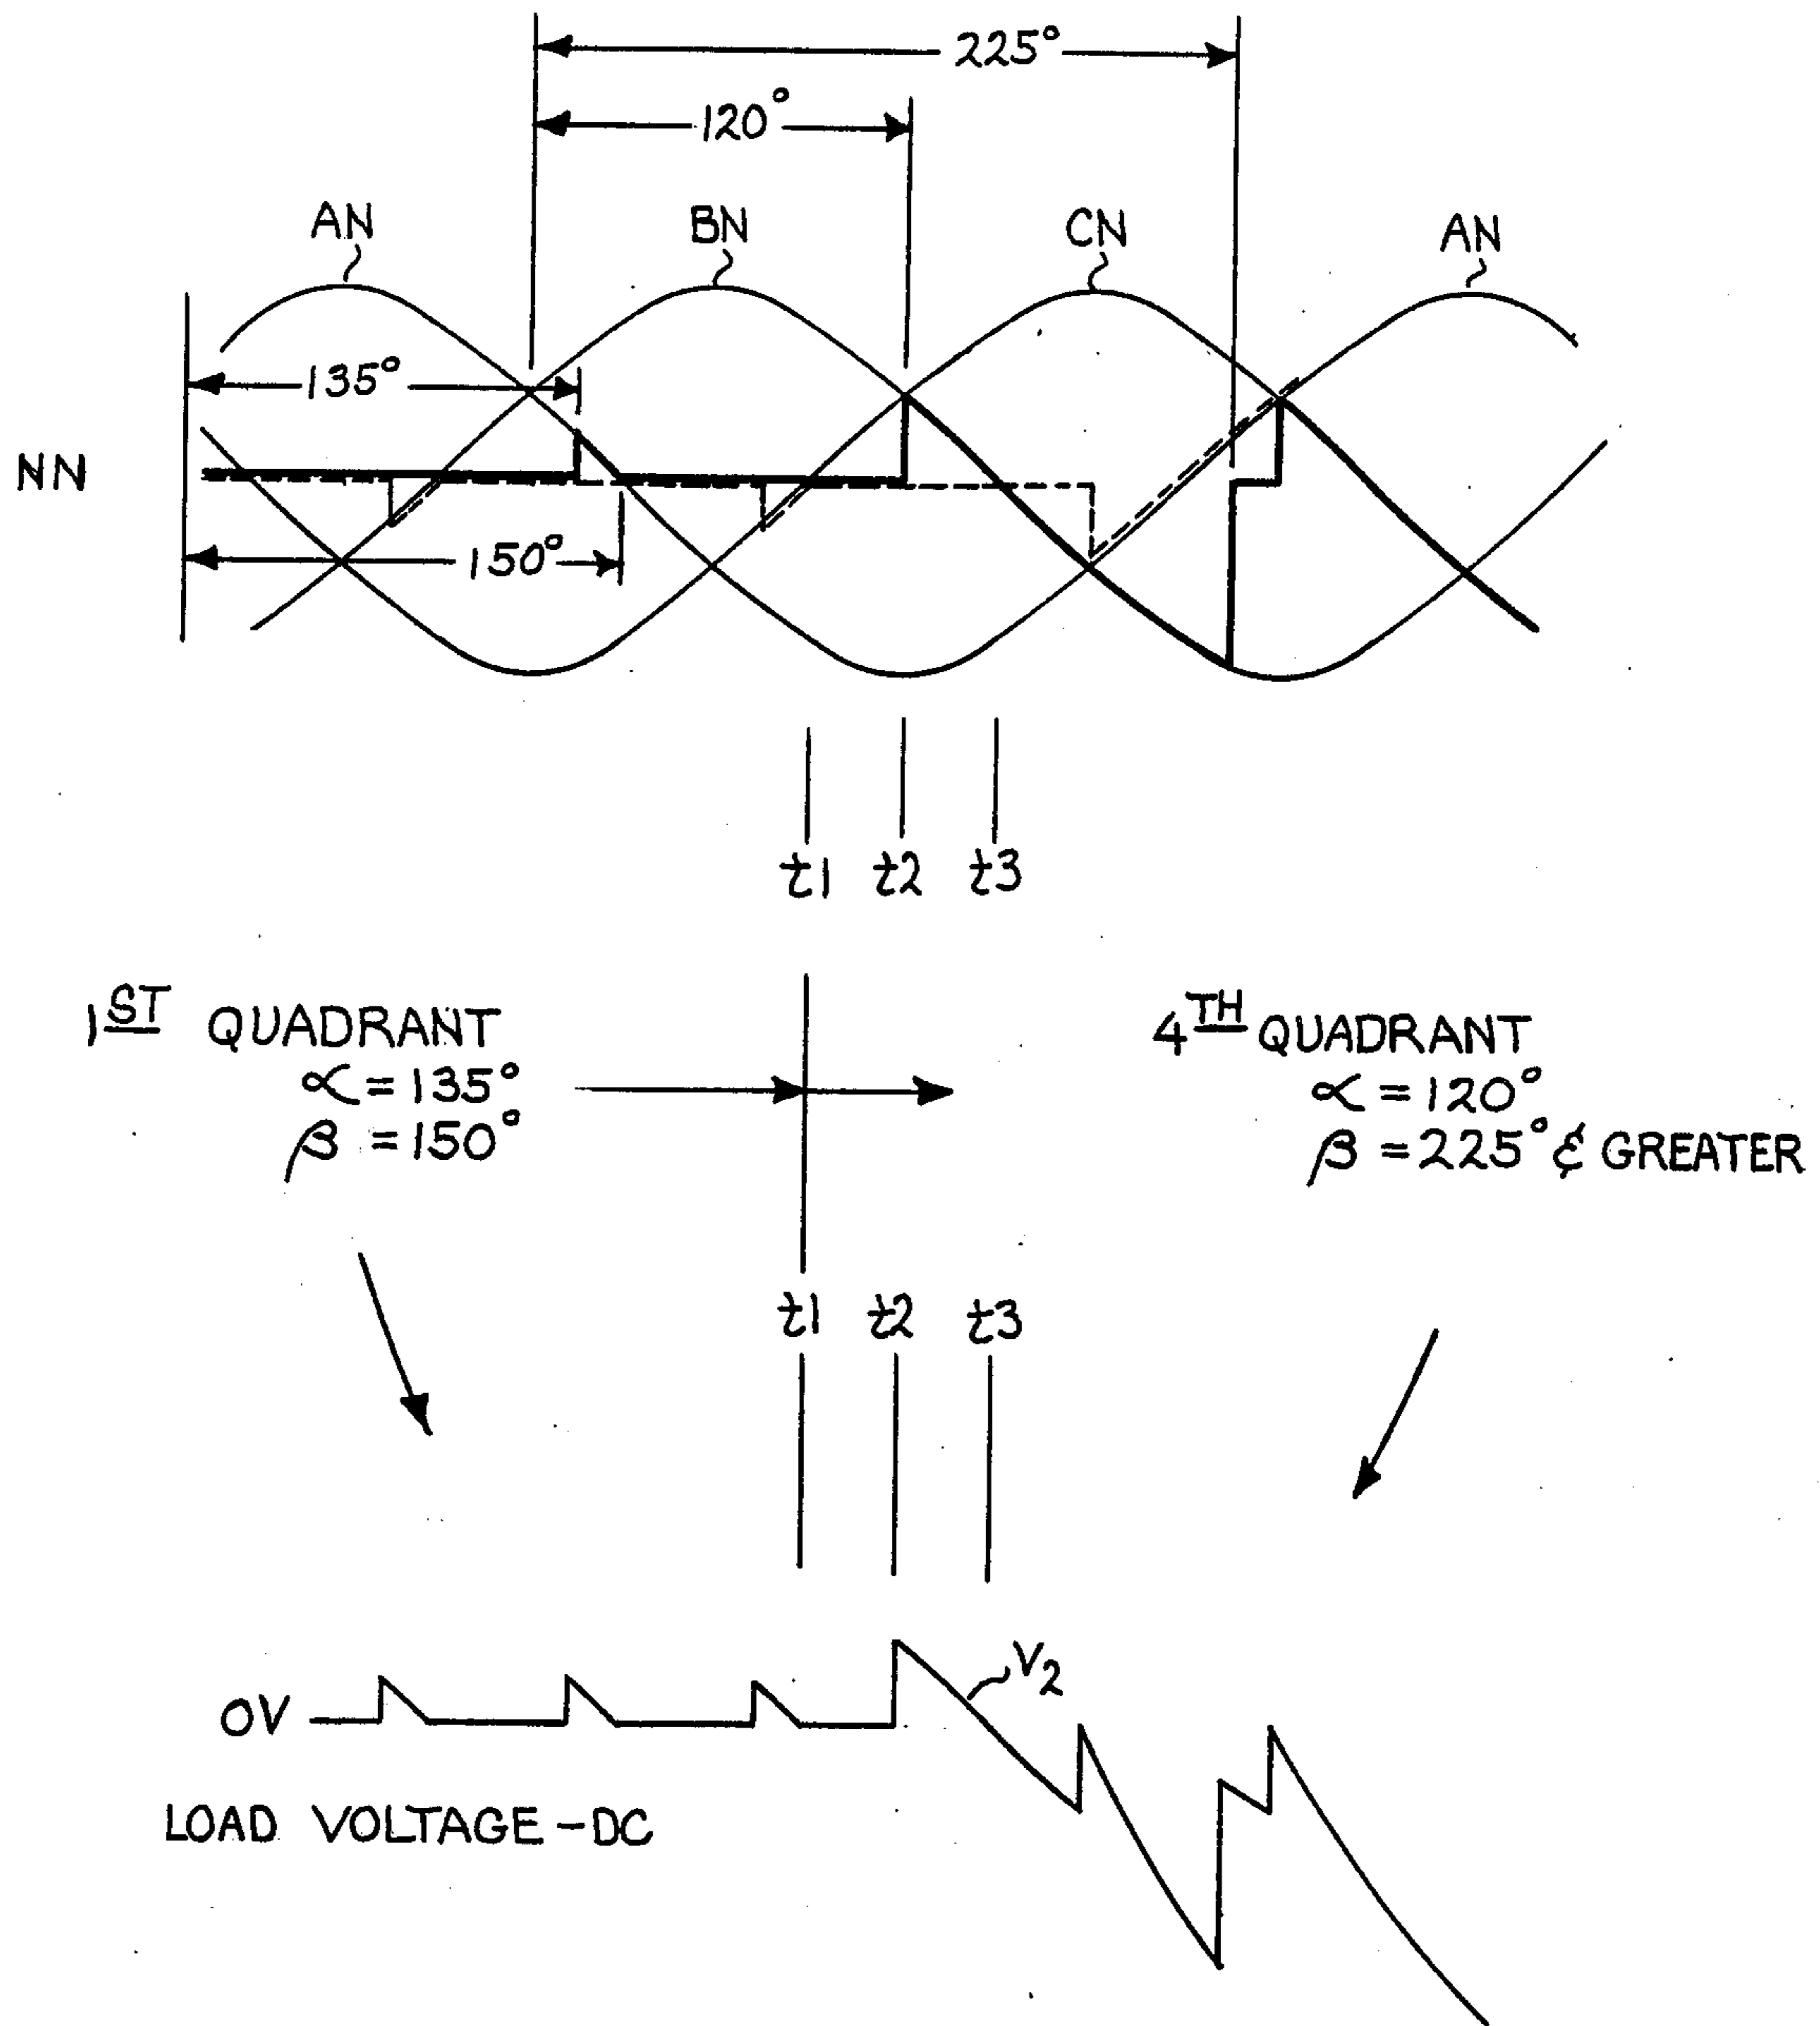 225°
120°
AN BN CN AN
135°
NN
150°
t1 t2 t3
1ST QUADRANT
α = 135°
β = 150°
4TH QUADRANT
α = 120°
β = 225° & GREATER
t1 t2 t3
V2
0V
LOAD VOLTAGE-DC